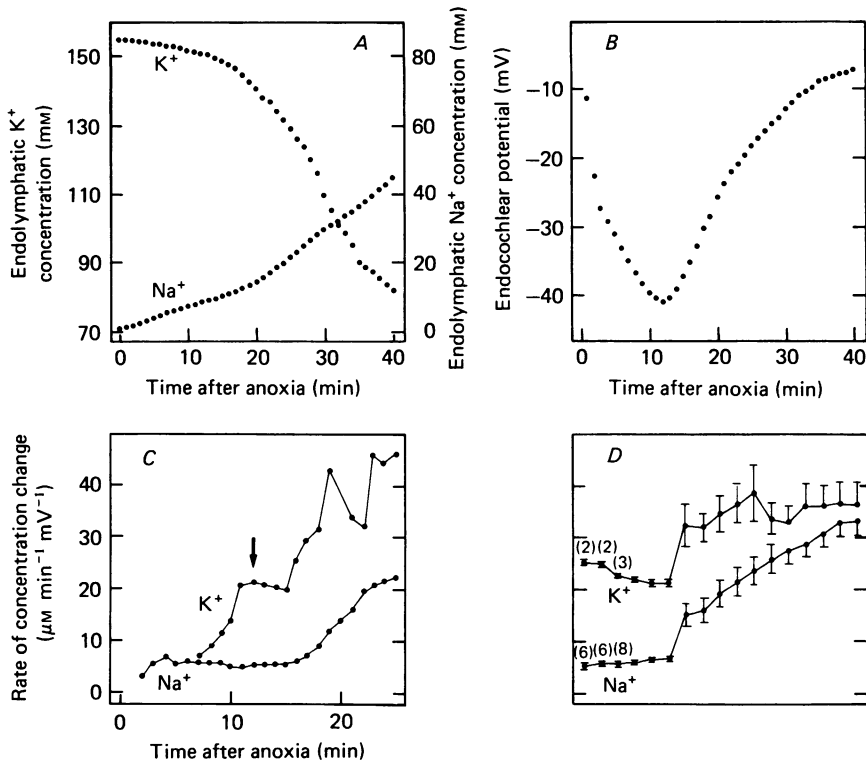 A
Endolymphatic K+
concentration (mM)
150
130
110
90
70
K+
Na+
80
60
40
20
0
Endolymphatic Na+ concentration (mM)
0
10
20
30
40
Time after anoxia (min)
B
Endocochlear potential (mV)
−10
−20
−30
−40
0
10
20
30
40
Time after anoxia (min)
C
Rate of concentration change
(μM min−1 mV−1)
40
30
20
10
0
K+
Na+
10
20
Time after anoxia (min)
D
(2)(2)
(3)
K+
(6)(6)(8)
Na+